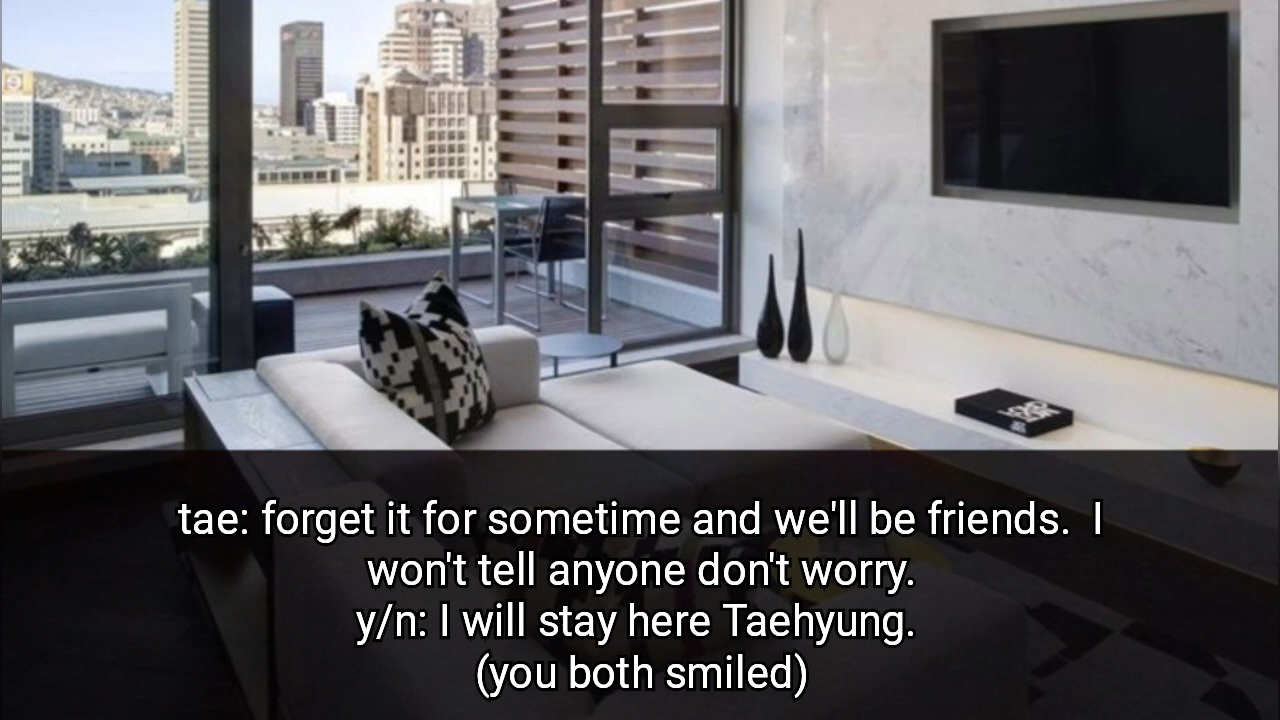 tae: forget it for sometime and we'll be friends.  I
won't tell anyone don't worry.
y/n: I will stay here Taehyung.
(you both smiled)